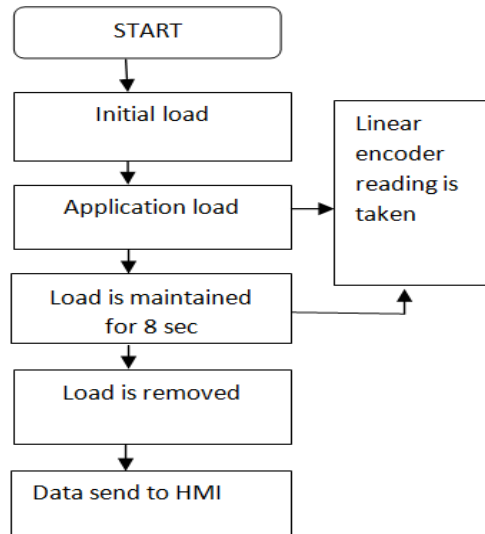 START
Initial load
Application load
Linear
encoder
reading is
taken
Load is maintained
for 8 sec
Load is removed
Data send to HMI